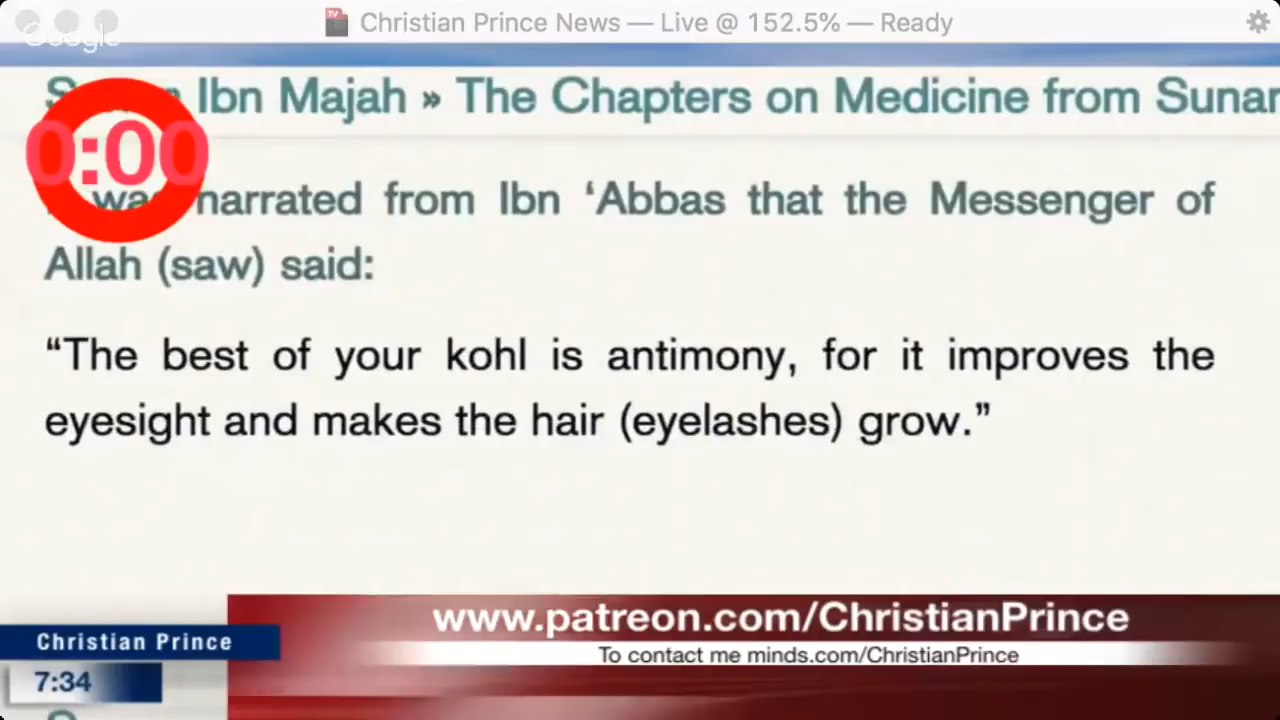 Christian Prince News — Live @ 152.5% — Ready
Google
Ibn Majah » The Chapters on Medicine from Sunan
0:00
was narrated from Ibn ‘Abbas that the Messenger of
Allah (saw) said:
“The best of your kohl is antimony, for it improves the
eyesight and makes the hair (eyelashes) grow.”
www.patreon.com/ChristianPrince
Christian Prince
To contact me minds.com/ChristianPrince
7:34